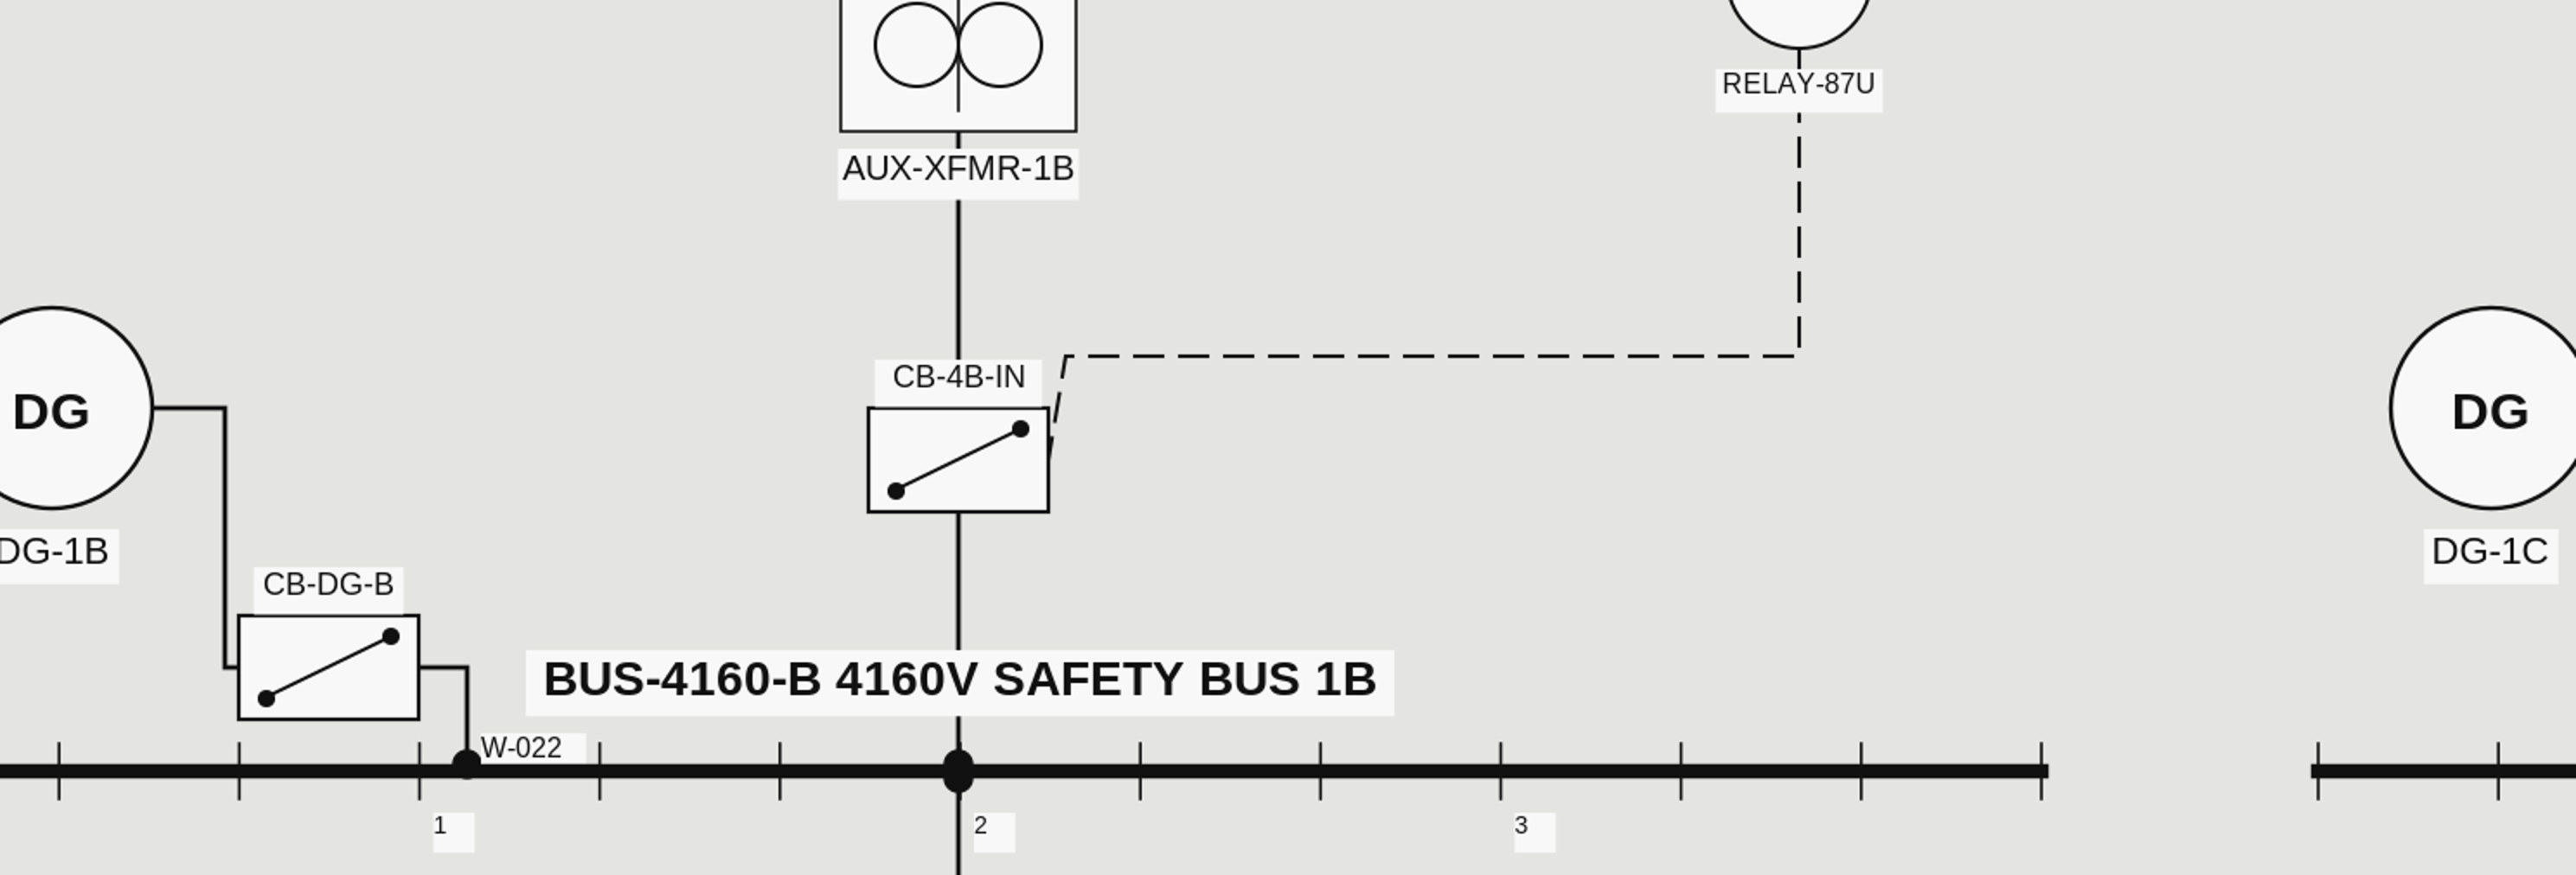 RELAY-87U
AUX-XFMR-1B
CB-4B-IN
DG
DG
DG-1B
DG-1C
CB-DG-B
BUS-4160-B 4160V SAFETY BUS 1B
W-022
1
2
3